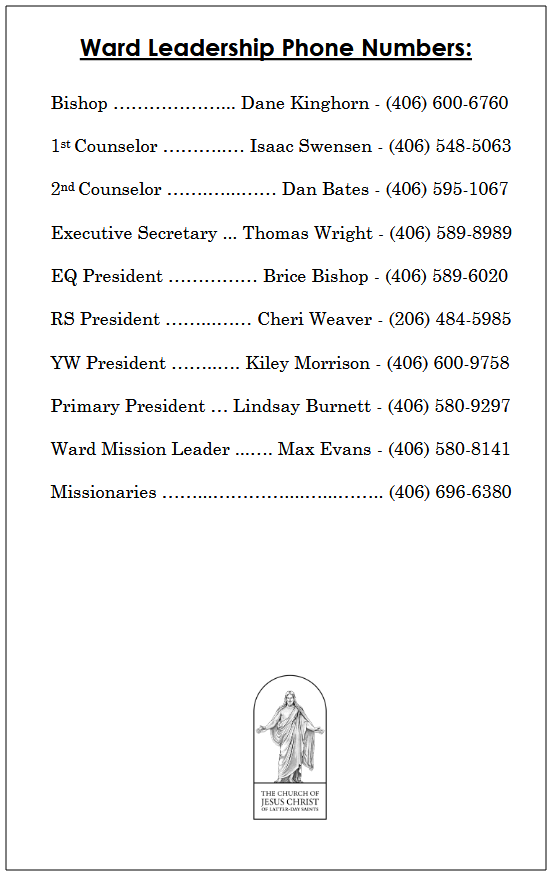 Ward Leadership Phone Numbers:
Bishop ………………... Dane Kinghorn - (406) 600-6760
1st Counselor ………..… Isaac Swensen - (406) 548-5063
2nd Counselor …….…..…… Dan Bates - (406) 595-1067
Executive Secretary ... Thomas Wright - (406) 589-8989
EQ President …………… Brice Bishop - (406) 589-6020
RS President ……..…… Cheri Weaver - (206) 484-5985
YW President ……..…. Kiley Morrison - (406) 600-9758
Primary President … Lindsay Burnett - (406) 580-9297
Ward Mission Leader ...…. Max Evans - (406) 580-8141
Missionaries ……..…………....…...…….. (406) 696-6380
THE CHURCH OF
JESUS CHRIST
OF LATTER-DAY SAINTS